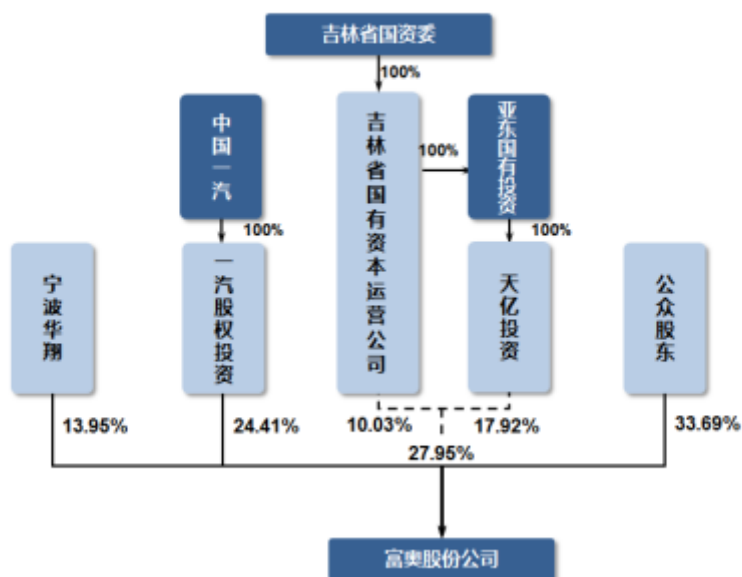 吉林省国资委
100%
中国一汽
吉林省国有资本运营公司
亚东国有投资
100%
100%
100%
宁波华翔
一汽股权投资
天亿投资
公众股东
13.95%
24.41%
10.03%
17.92%
33.69%
27.95%
富奥股份公司